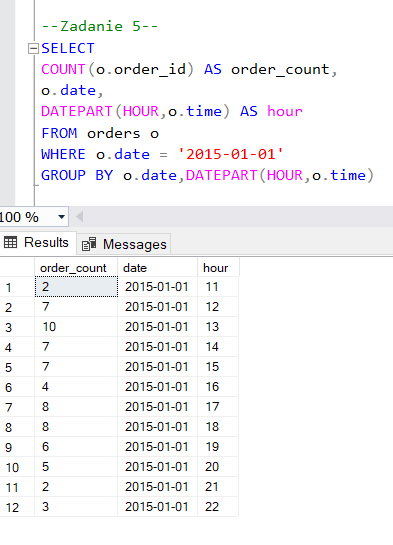 --Zadanie 5--
SELECT
COUNT(o.order_id) AS order_count,
o.date,
DATEPART(HOUR,o.time) AS hour
FROM orders o
WHERE o.date = '2015-01-01'
GROUP BY o.date,DATEPART(HOUR,o.time)
100 %
Results Messages
order_count date hour
1 2 2015-01-01 11
2 7 2015-01-01 12
3 10 2015-01-01 13
4 7 2015-01-01 14
5 7 2015-01-01 15
6 4 2015-01-01 16
7 8 2015-01-01 17
8 8 2015-01-01 18
9 6 2015-01-01 19
10 5 2015-01-01 20
11 2 2015-01-01 21
12 3 2015-01-01 22